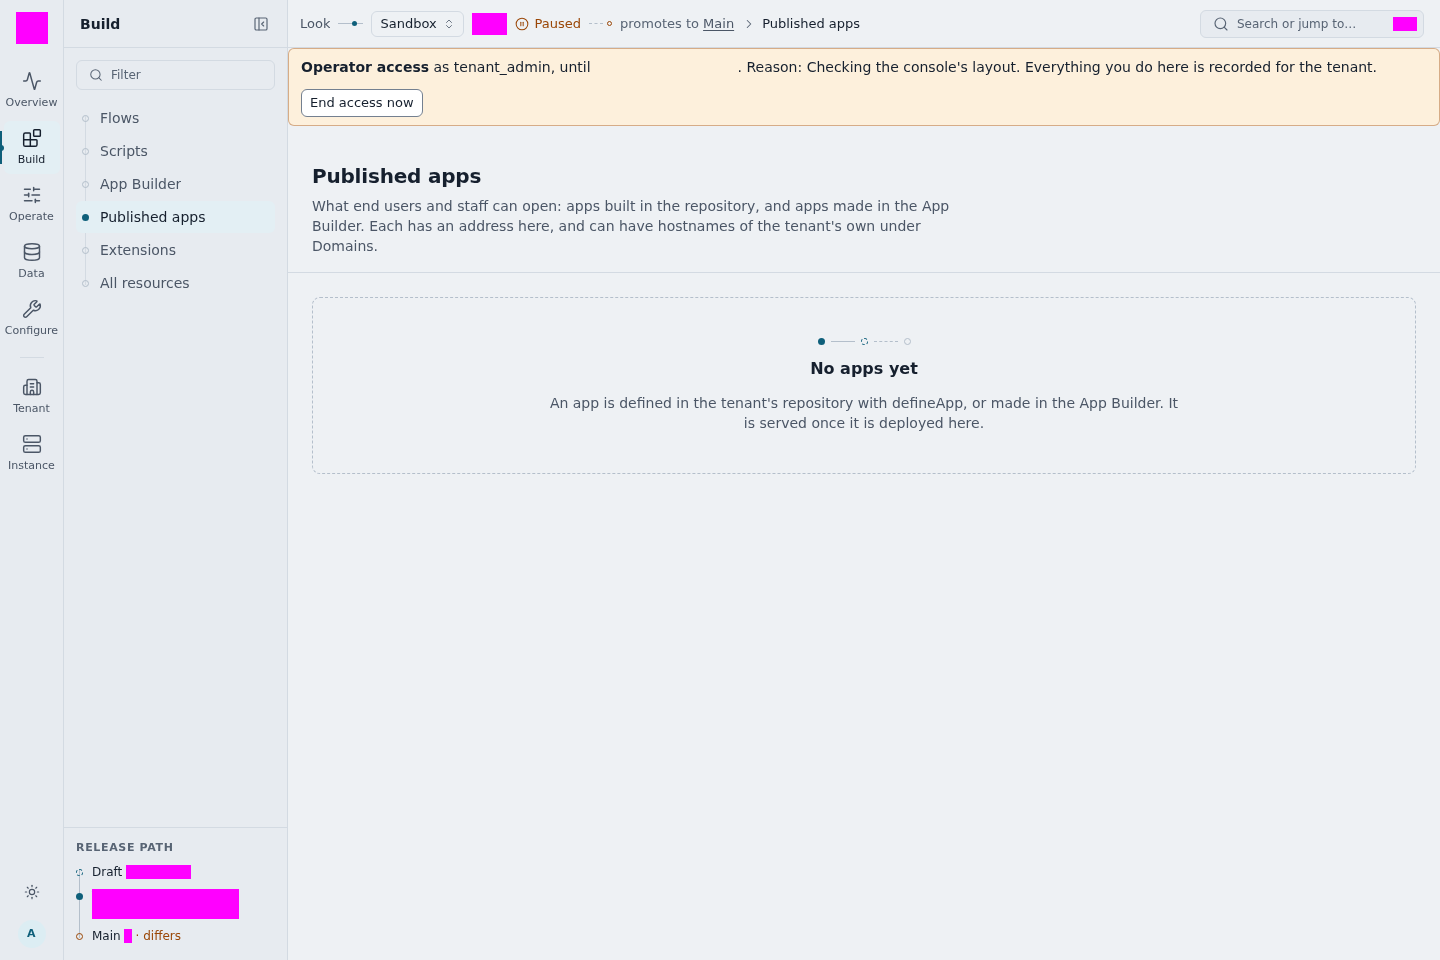 Build
Look
Sandbox
Paused
promotes to Main
Published apps
Search or jump to...
Operator access as tenant_admin, until . Reason: Checking the console's layout. Everything you do here is recorded for the tenant.
End access now
Filter
Overview
Build
Operate
Data
Configure
Tenant
Instance
A
Flows
Scripts
App Builder
Published apps
Extensions
All resources
Published apps
What end users and staff can open: apps built in the repository, and apps made in the App
Builder. Each has an address here, and can have hostnames of the tenant's own under
Domains.
No apps yet
An app is defined in the tenant's repository with defineApp, or made in the App Builder. It
is served once it is deployed here.
RELEASE PATH
Draft
Main · differs